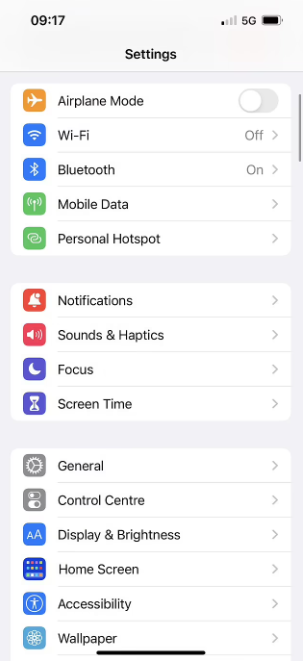 09:17
5G
Settings
Airplane Mode
Wi-Fi Off
Bluetooth On
Mobile Data
Personal Hotspot
Notifications
Sounds & Haptics
Focus
Screen Time
General
Control Centre
AA Display & Brightness
Home Screen
Accessibility
Wallpaper